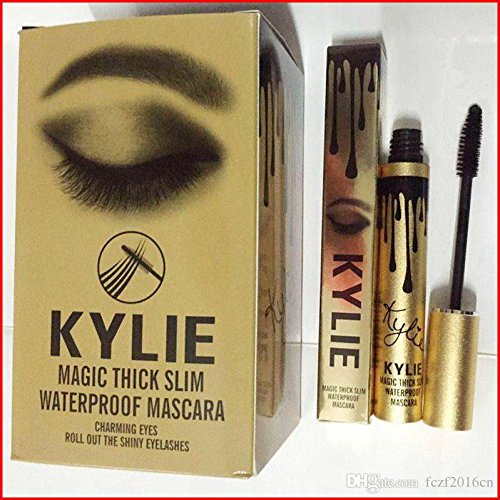 KYLIE
MAGIC THICK SLIM
WATERPROOF MASCARA
CHARMING EYES
ROLL OUT THE SHINY EYELASHES
KYLIE
MAGIC THICK SLIM
WATERPROOF
MASCARA
Kylie
KYLIE
MAGIC THICK SLIM
WATERPROOF
MASCARA
DHgate.com
fczf2016cn